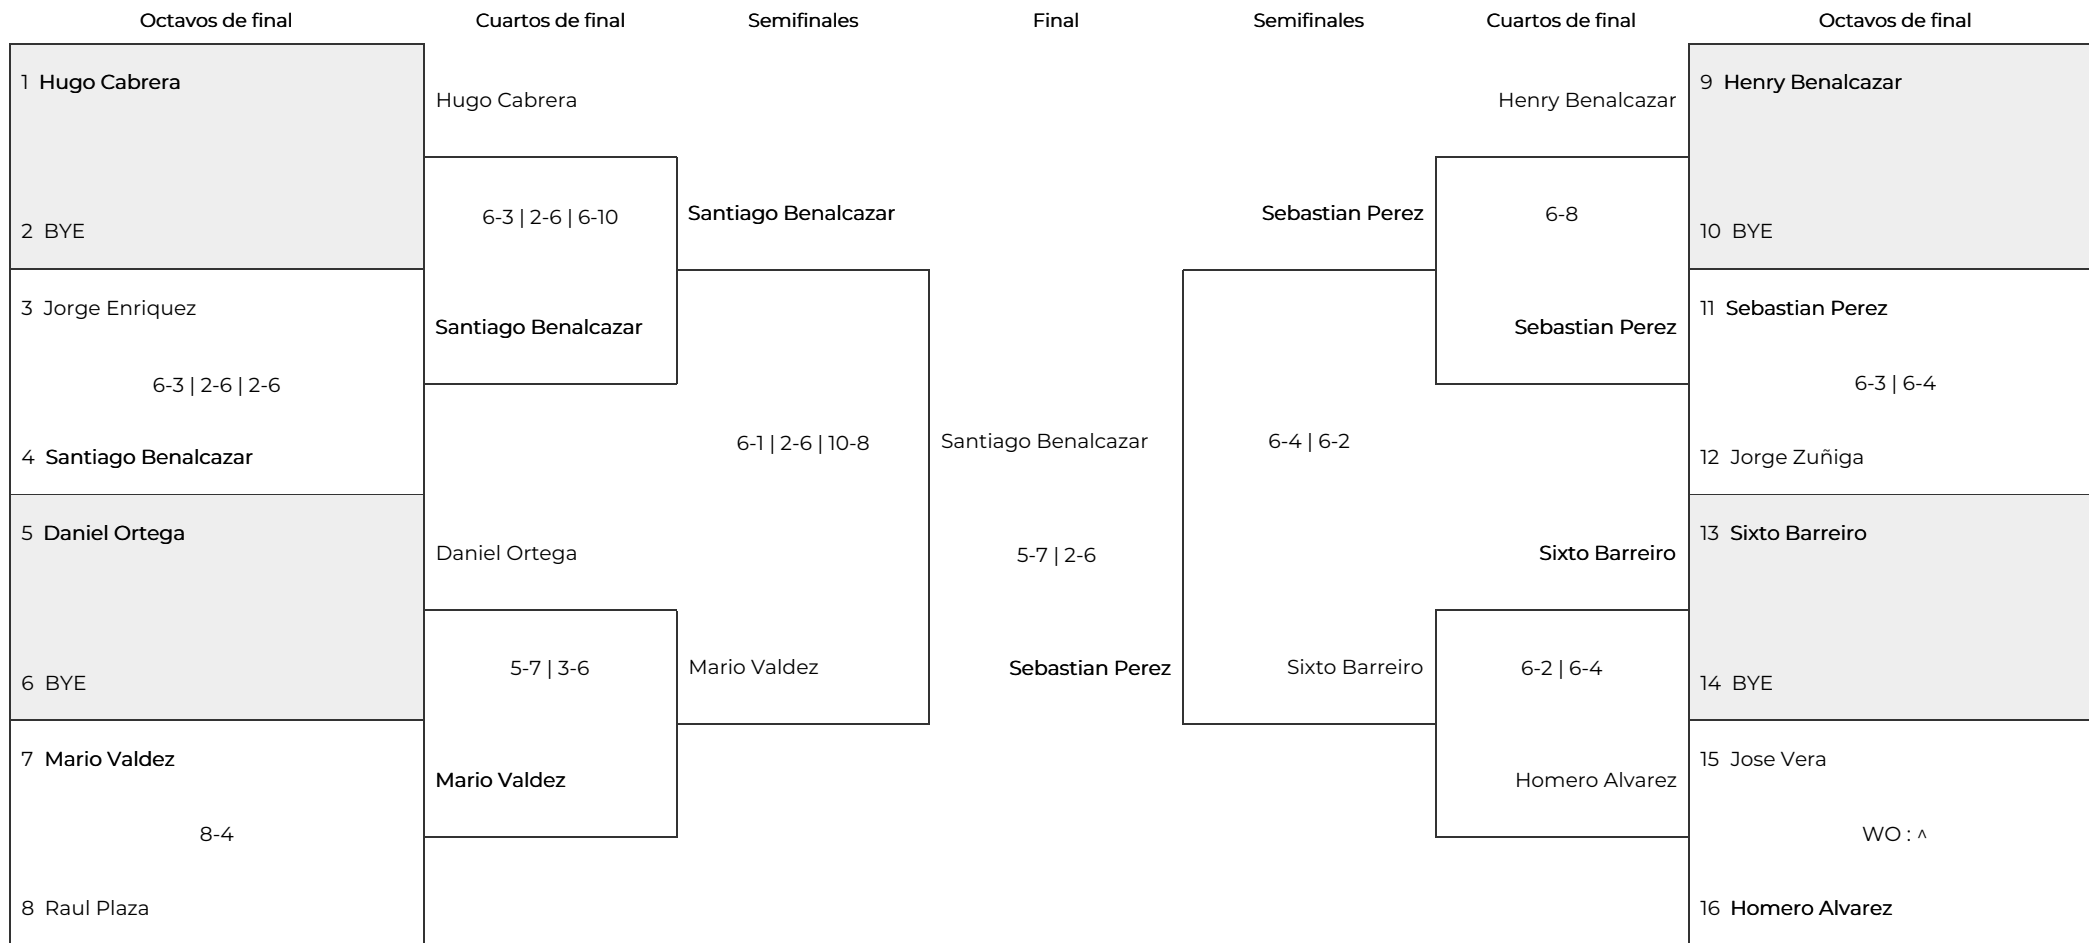 Octavos de final
Cuartos de final
Semifinales
Final
Semifinales
Cuartos de final
Octavos de final
1 Hugo Cabrera
2 BYE
3 Jorge Enriquez
6-3 | 2-6 | 2-6
4 Santiago Benalcazar
5 Daniel Ortega
6 BYE
7 Mario Valdez
8-4
8 Raul Plaza
Hugo Cabrera
6-3 | 2-6 | 6-10
Santiago Benalcazar
Daniel Ortega
5-7 | 3-6
Mario Valdez
Santiago Benalcazar
6-1 | 2-6 | 10-8
Mario Valdez
Santiago Benalcazar
5-7 | 2-6
Sebastian Perez
Sebastian Perez
6-4 | 6-2
Sixto Barreiro
Henry Benalcazar
6-8
Sebastian Perez
Sixto Barreiro
6-2 | 6-4
Homero Alvarez
9 Henry Benalcazar
10 BYE
11 Sebastian Perez
6-3 | 6-4
12 Jorge Zuñiga
13 Sixto Barreiro
14 BYE
15 Jose Vera
WO : ^
16 Homero Alvarez